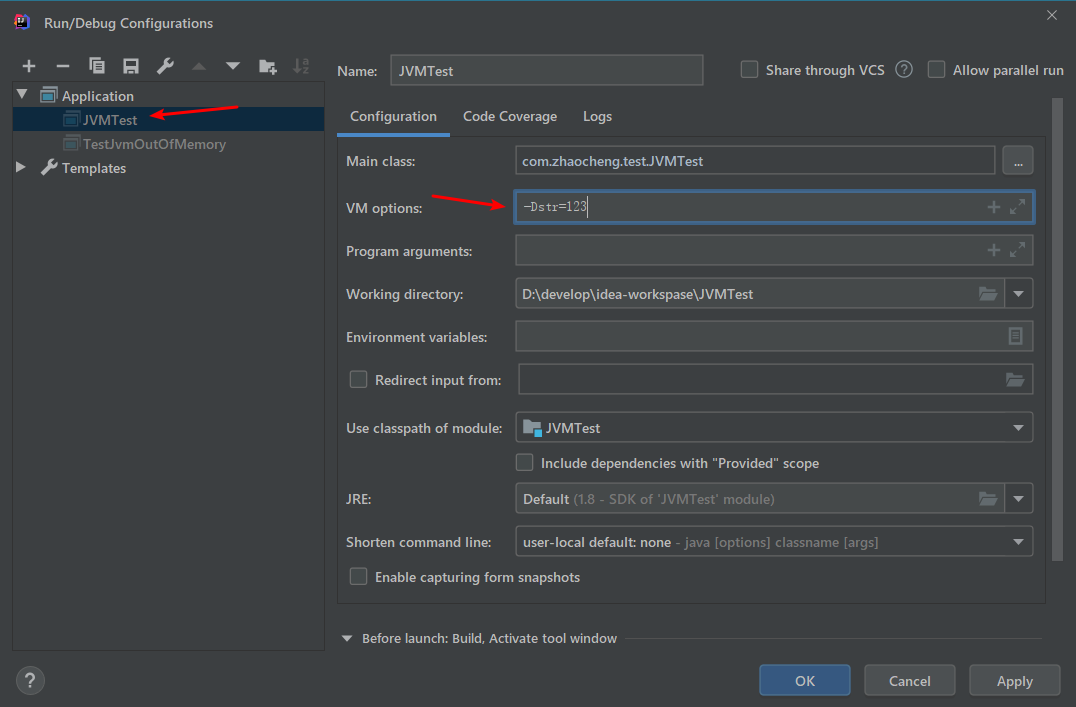 Run/Debug Configurations
Name: JVMTest
Share through VCS ?
Allow parallel run
Application
JVMTest
TestJvmOutOfMemory
Templates
Configuration Code Coverage Logs
Main class: com.zhaocheng.test.JVMTest ...
VM options: -Dstr=123
Program arguments:
Working directory: D:\develop\idea-workspase\JVMTest
Environment variables:
Redirect input from:
Use classpath of module: JVMTest
Include dependencies with "Provided" scope
JRE: Default (1.8 - SDK of 'JVMTest' module)
Shorten command line: user-local default: none - java [options] classname [args]
Enable capturing form snapshots
Before launch: Build, Activate tool window
? OK Cancel Apply